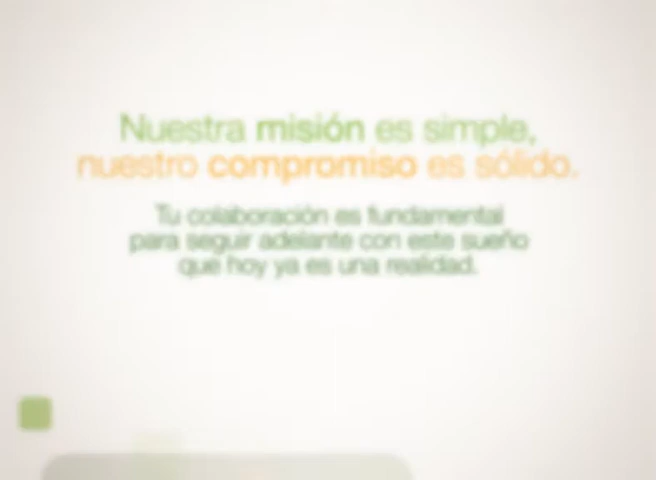 Nuestra misión es simple,
nuestro compromiso es sólido.
Tu colaboración es fundamental
para seguir adelante con este sueño
que hoy ya es una realidad.